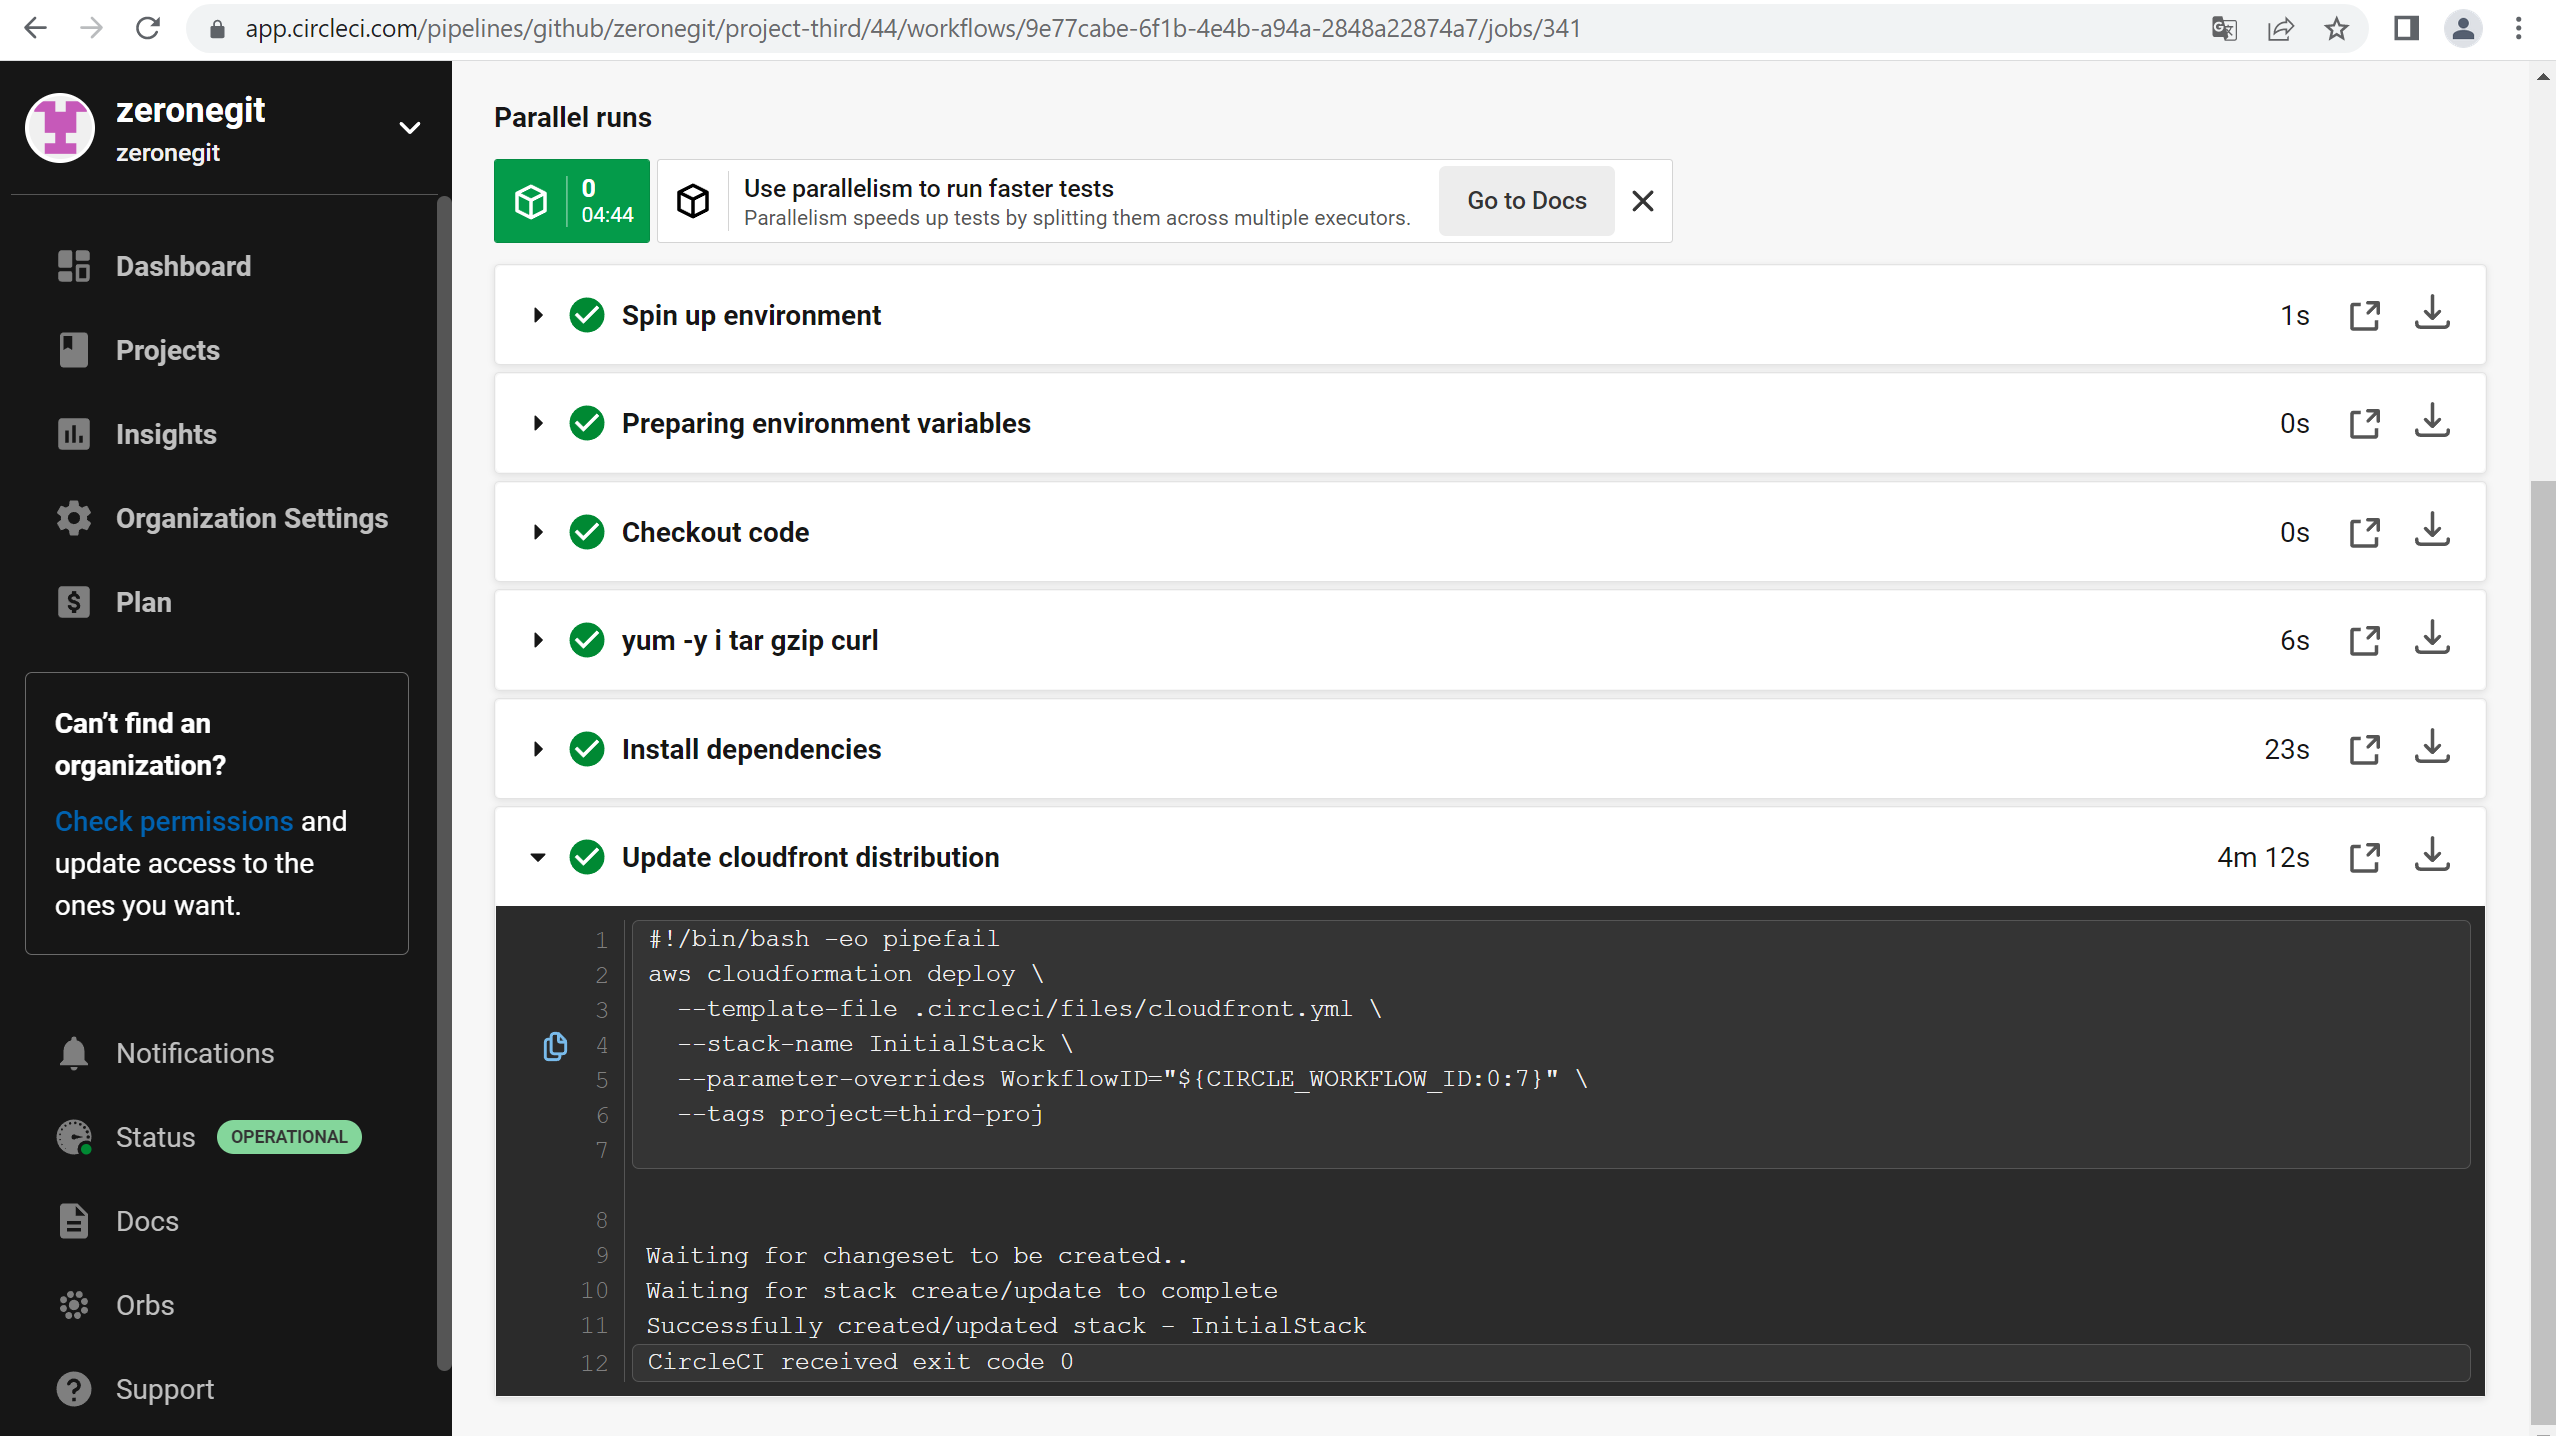 app.circleci.com/pipelines/github/zeronegit/project-third/44/workflows/9e77cabe-6f1b-4e4b-a94a-2848a22874a7/jobs/341
zeronegit
zeronegit
Dashboard
Projects
Insights
Organization Settings
Plan
Can't find an
organization?
Check permissions and
update access to the
ones you want.
Notifications
Status OPERATIONAL
Docs
Orbs
Support
Parallel runs
0
04:44
Use parallelism to run faster tests
Parallelism speeds up tests by splitting them across multiple executors.
Go to Docs
Spin up environment 1s
Preparing environment variables 0s
Checkout code 0s
yum -y i tar gzip curl 6s
Install dependencies 23s
Update cloudfront distribution 4m 12s
1 #!/bin/bash -eo pipefail
2 aws cloudformation deploy \
3 --template-file .circleci/files/cloudfront.yml \
4 --stack-name InitialStack \
5 --parameter-overrides WorkflowID="${CIRCLE_WORKFLOW_ID:0:7}" \
6 --tags project=third-proj
7
8
9 Waiting for changeset to be created..
10 Waiting for stack create/update to complete
11 Successfully created/updated stack - InitialStack
12 CircleCI received exit code 0